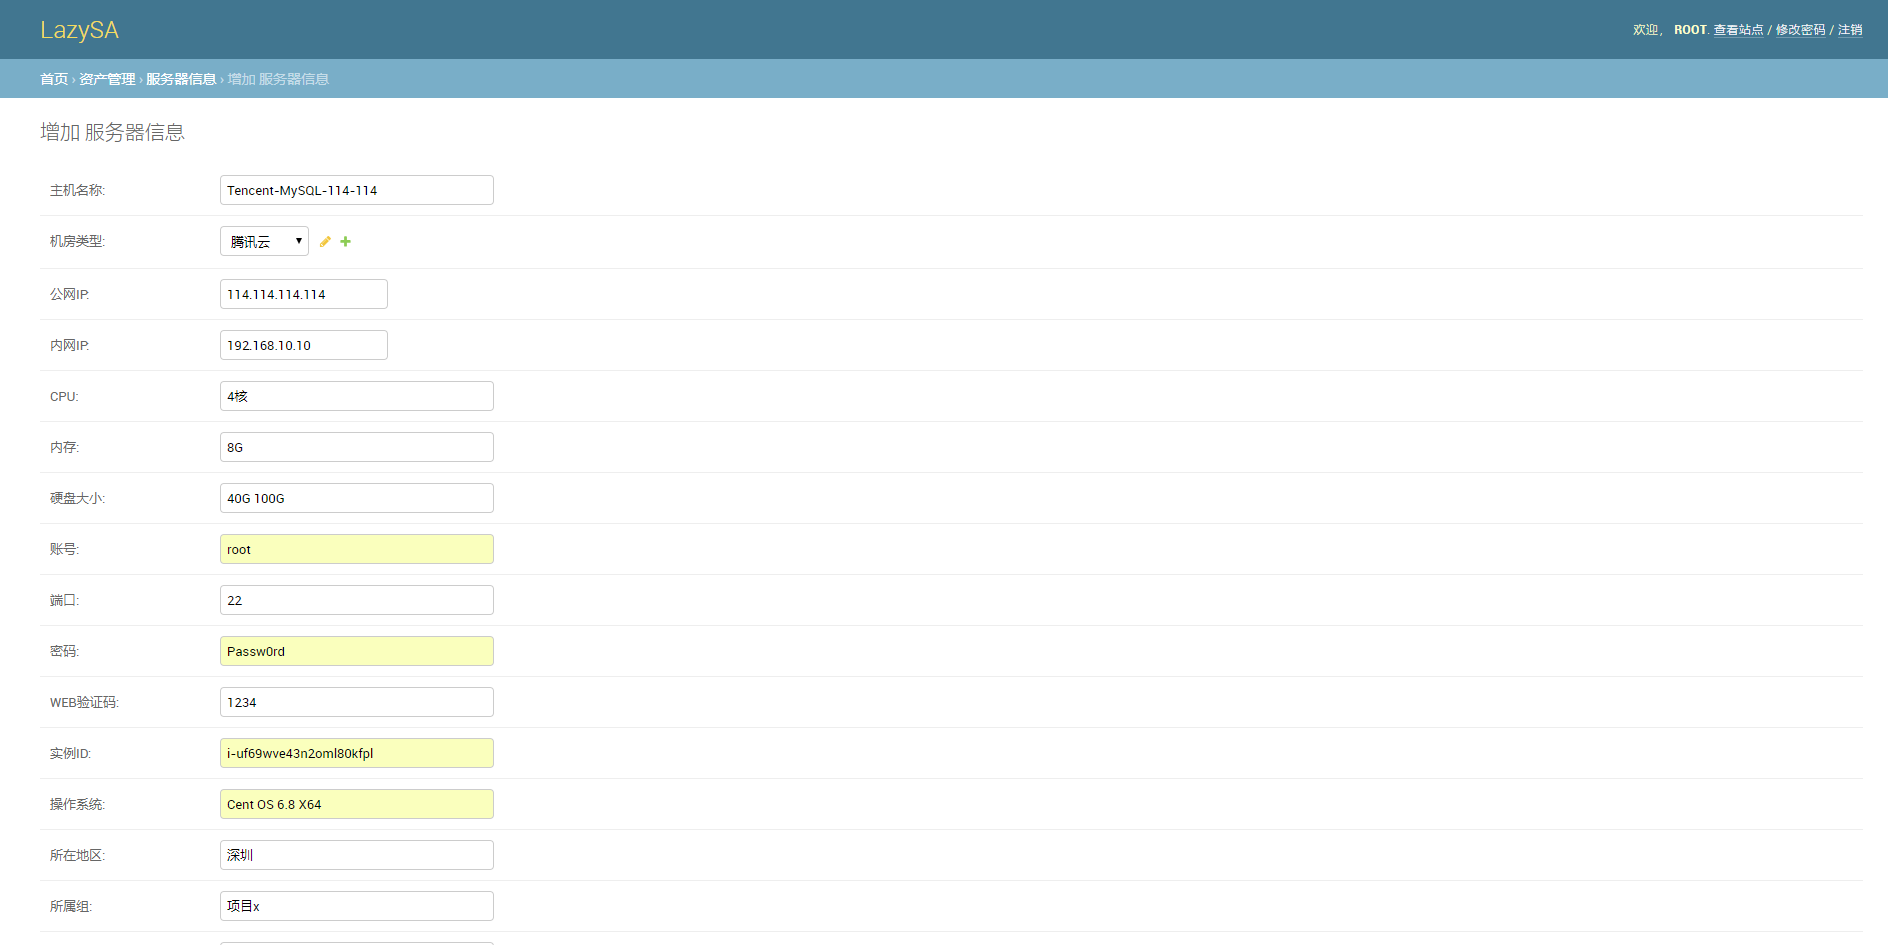 LazySA
欢迎， ROOT. 查看站点 / 修改密码 / 注销
首页 › 资产管理 › 服务器信息 › 增加 服务器信息
增加 服务器信息
主机名称: Tencent-MySQL-114-114
机房类型: 腾讯云
公网IP: 114.114.114.114
内网IP: 192.168.10.10
CPU: 4核
内存: 8G
硬盘大小: 40G 100G
账号: root
端口: 22
密码: Passw0rd
WEB验证码: 1234
实例ID: i-uf69wve43n2oml80kfpl
操作系统: Cent OS 6.8 X64
所在地区: 深圳
所属组: 项目x